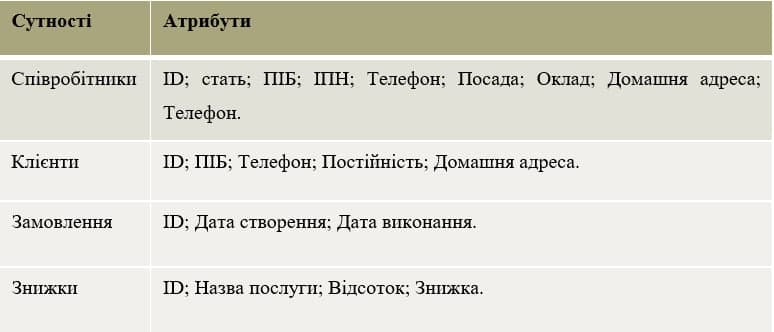 Сутності Атрибути
Співробітники ID; стать; ПІБ; ІПН; Телефон; Посада; Оклад; Домашня адреса;
Телефон.
Клієнти ID; ПІБ; Телефон; Постійність; Домашня адреса.
Замовлення ID; Дата створення; Дата виконання.
Знижки ID; Назва послуги; Відсоток; Знижка.